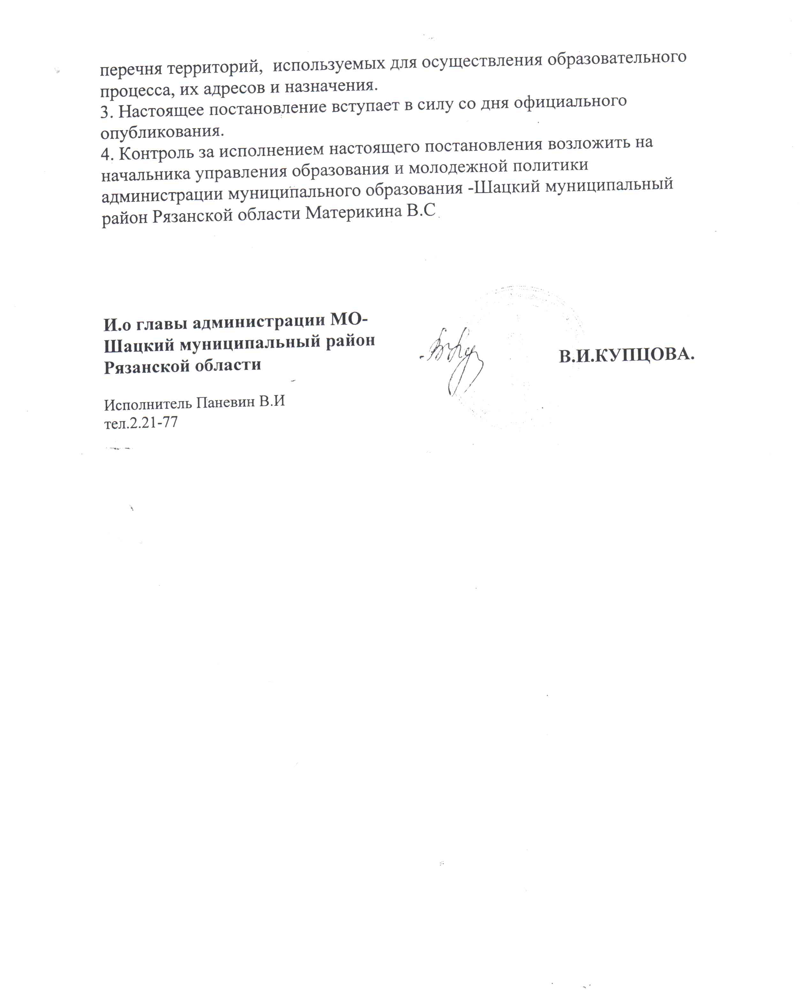 перечня территорий,  используемых для осуществления образовательного
процесса, их адресов и назначения.
3. Настоящее постановление вступает в силу со дня официального
опубликования.
4. Контроль за исполнением настоящего постановления возложить на
начальника управления образования и молодежной политики
администрации муниципального образования -Шацкий муниципальный
район Рязанской области Материкина В.С.
И.о главы администрации МО-
Шацкий муниципальный район
Рязанской области
В.И.КУПЦОВА.
Исполнитель Паневин В.И
тел.2.21-77